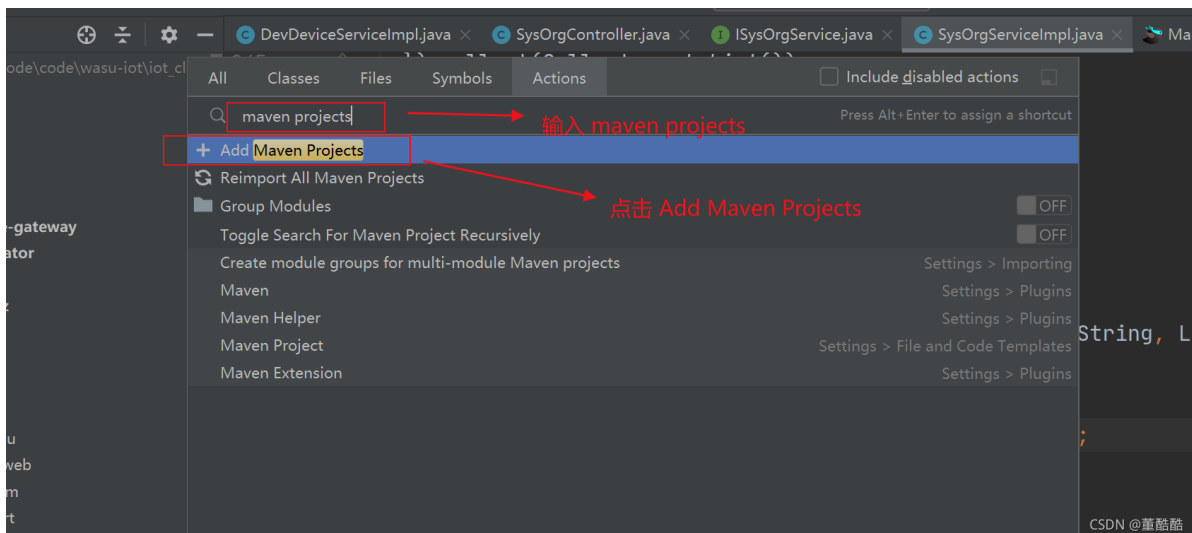 DevDeviceServiceImpl.java SysOrgController.java ISysOrgService.java SysOrgServiceImpl.java Ma
ode\code\wasu-iot\iot_cl
All Classes Files Symbols Actions Include disabled actions
maven projects Press Alt+Enter to assign a shortcut
输入 maven projects
+ Add Maven Projects
Reimport All Maven Projects
点击 Add Maven Projects
Group Modules OFF
-gateway
Toggle Search For Maven Project Recursively OFF
ator
Create module groups for multi-module Maven projects Settings > Importing
Maven Settings > Plugins
Maven Helper Settings > Plugins
String, L
Maven Project Settings > File and Code Templates
Maven Extension Settings > Plugins
u ;
web
m
rt
CSDN @董酷酷